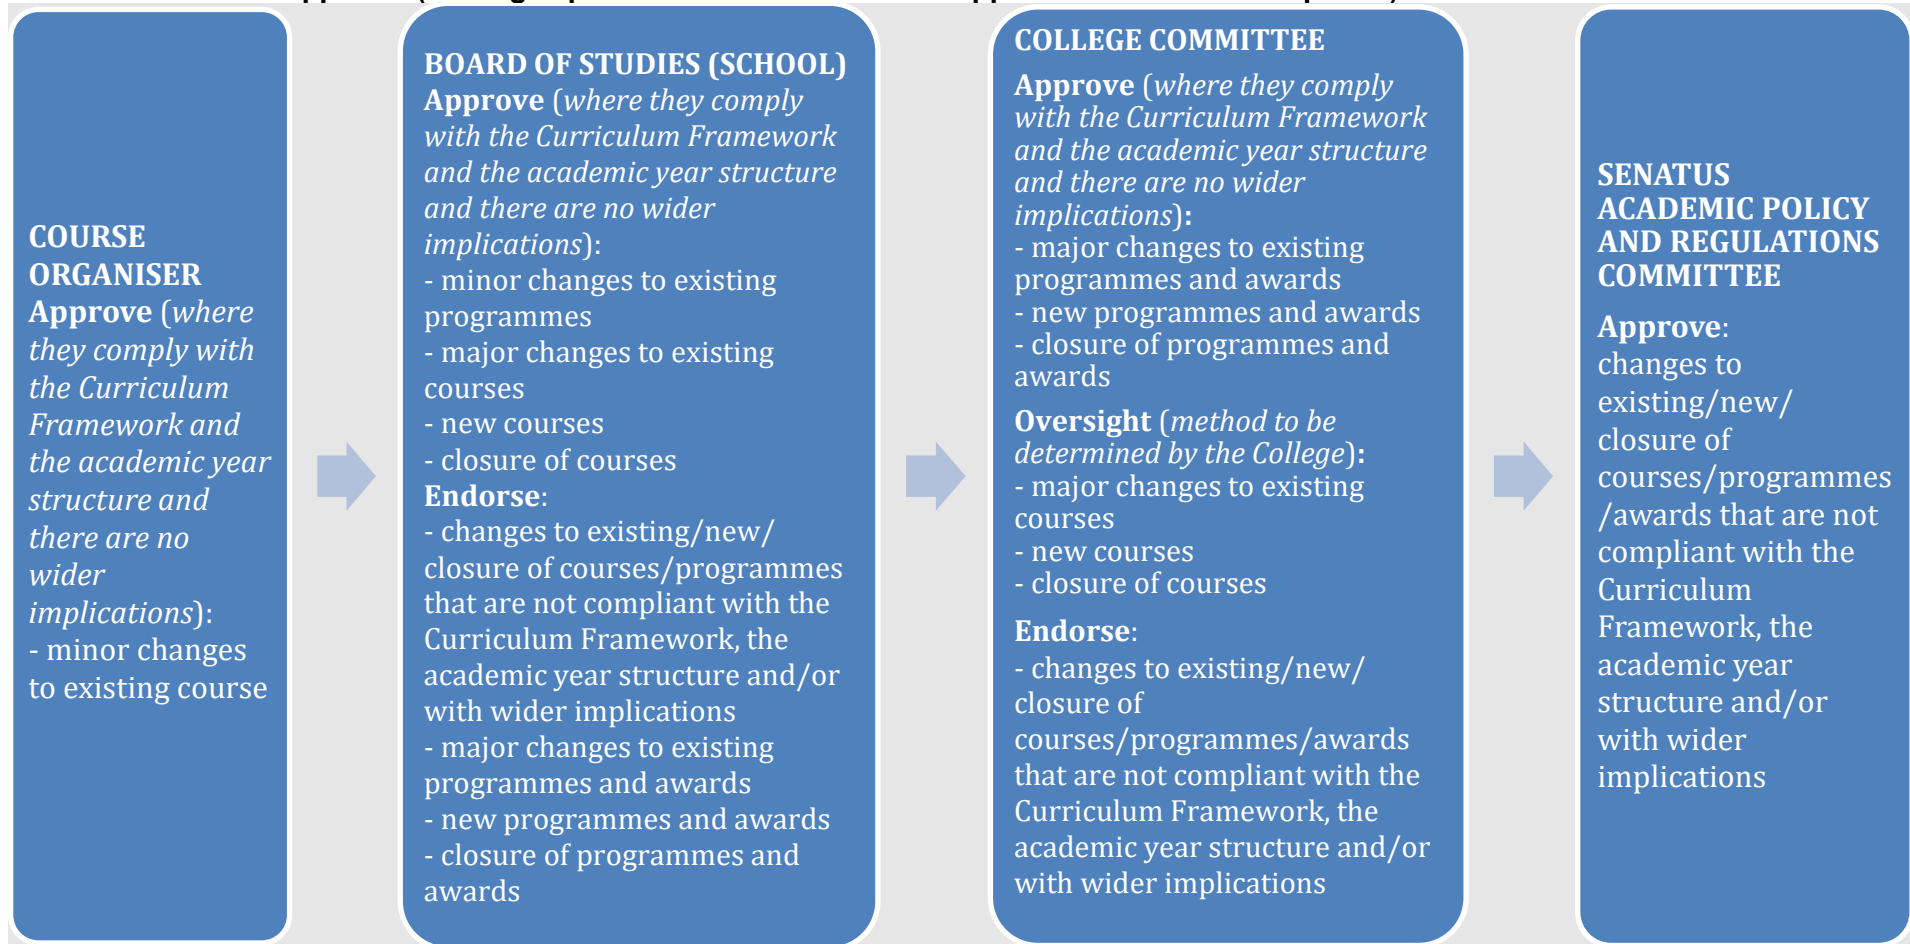 COURSE
ORGANISER
Approve (where
they comply with
the Curriculum
Framework and
the academic year
structure and
there are no
wider
implications):
- minor changes
to existing course
BOARD OF STUDIES (SCHOOL)
Approve (where they comply
with the Curriculum Framework
and the academic year structure
and there are no wider
implications):
- minor changes to existing
programmes
- major changes to existing
courses
- new courses
- closure of courses
Endorse:
- changes to existing/new/
closure of courses/programmes
that are not compliant with the
Curriculum Framework, the
academic year structure and/or
with wider implications
- major changes to existing
programmes and awards
- new programmes and awards
- closure of programmes and
awards
COLLEGE COMMITTEE
Approve (where they comply
with the Curriculum Framework
and the academic year structure
and there are no wider
implications):
- major changes to existing
programmes and awards
- new programmes and awards
- closure of programmes and
awards
Oversight (method to be
determined by the College):
- major changes to existing
courses
- new courses
- closure of courses
Endorse:
- changes to existing/new/
closure of
courses/programmes/awards
that are not compliant with the
Curriculum Framework, the
academic year structure and/or
with wider implications
SENATUS
ACADEMIC POLICY
AND REGULATIONS
COMMITTEE
Approve:
changes to
existing/new/
closure of
courses/programmes
/awards that are not
compliant with the
Curriculum
Framework, the
academic year
structure and/or
with wider
implications